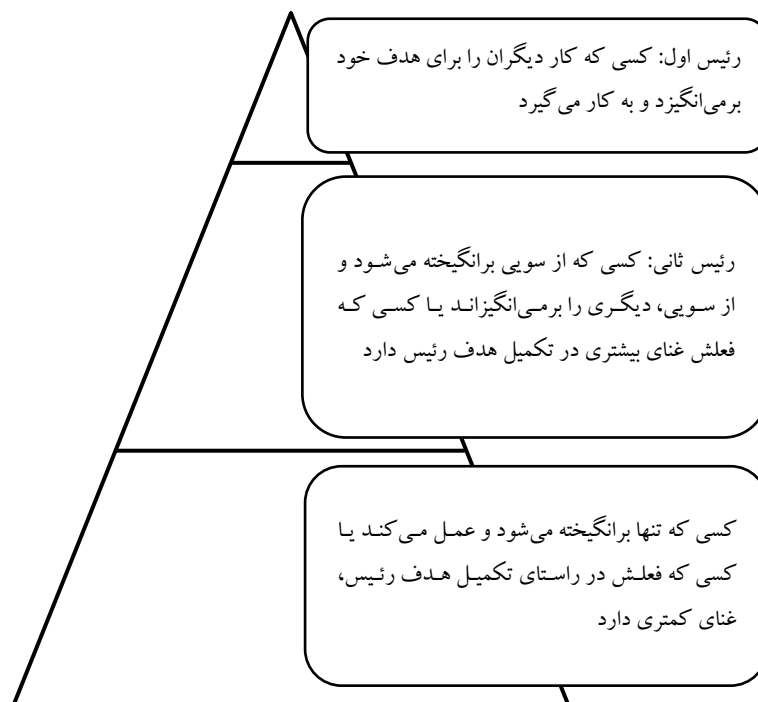 رئیس اول: کسی که کار دیگران را برای هدف خود
برمی‌انگیزد و به کار می‌گیرد
رئیس ثانی: کسی که از سویی برانگیخته می‌شود و
از سویی، دیگری را برمی‌انگیزاند یا کسی که
فعلش غنای بیشتری در تکمیل هدف رئیس دارد
کسی که تنها برانگیخته می‌شود و عمل می‌کند یا
کسی که فعلش در راستای تکمیل هدف رئیس،
غنای کمتری دارد